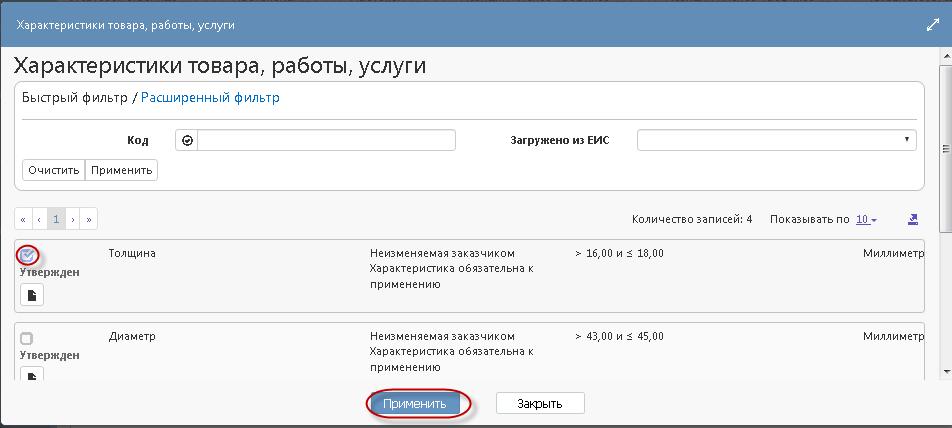 Характеристики товара, работы, услуги
Характеристики товара, работы, услуги
Быстрый фильтр / Расширенный фильтр
Код Загружено из ЕИС
Очистить Применить
« ‹ 1 › » Количество записей: 4 Показывать по 10
Толщина Неизменяемая заказчиком > 16,00 и ≤ 18,00 Миллиметр
Утвержден Характеристика обязательна к
применению
Диаметр Неизменяемая заказчиком > 43,00 и ≤ 45,00 Миллиметр
Утвержден Характеристика обязательна к
применению
Применить Закрыть